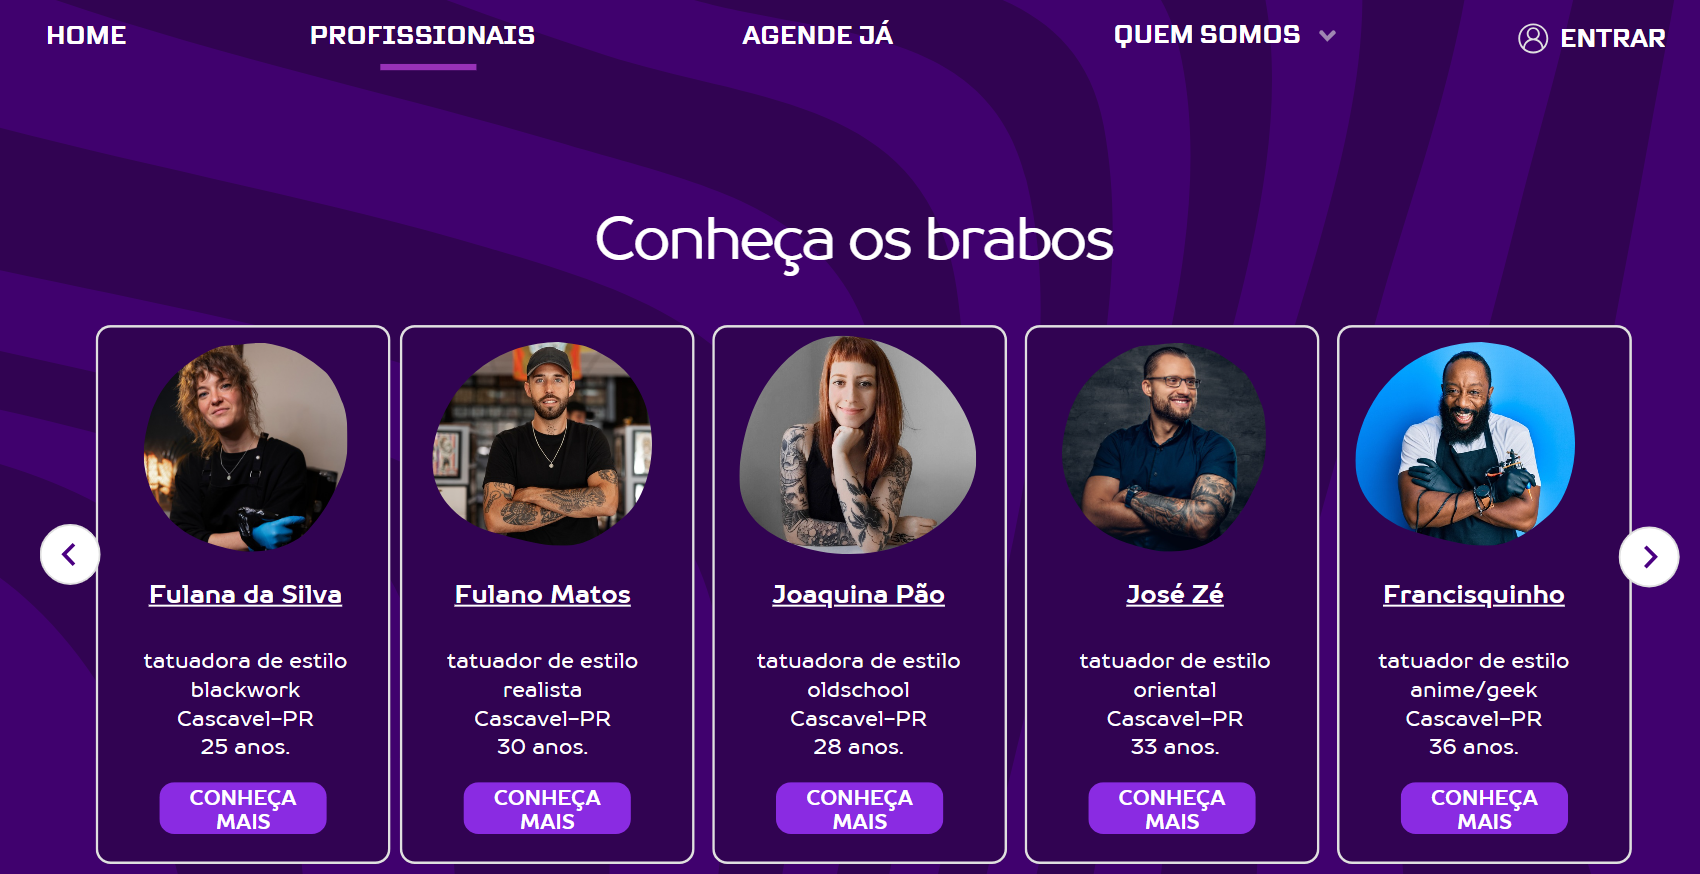 HOME
PROFISSIONAIS
AGENDE JÁ
QUEM SOMOS
ENTRAR
Conheça os brabos
Fulana da Silva
tatuadora de estilo
blackwork
Cascavel-PR
25 anos.
CONHEÇA
MAIS
Fulano Matos
tatuador de estilo
realista
Cascavel-PR
30 anos.
CONHEÇA
MAIS
Joaquina Pão
tatuadora de estilo
oldschool
Cascavel-PR
28 anos.
CONHEÇA
MAIS
José Zé
tatuador de estilo
oriental
Cascavel-PR
33 anos.
CONHEÇA
MAIS
Francisquinho
tatuador de estilo
anime/geek
Cascavel-PR
36 anos.
CONHEÇA
MAIS